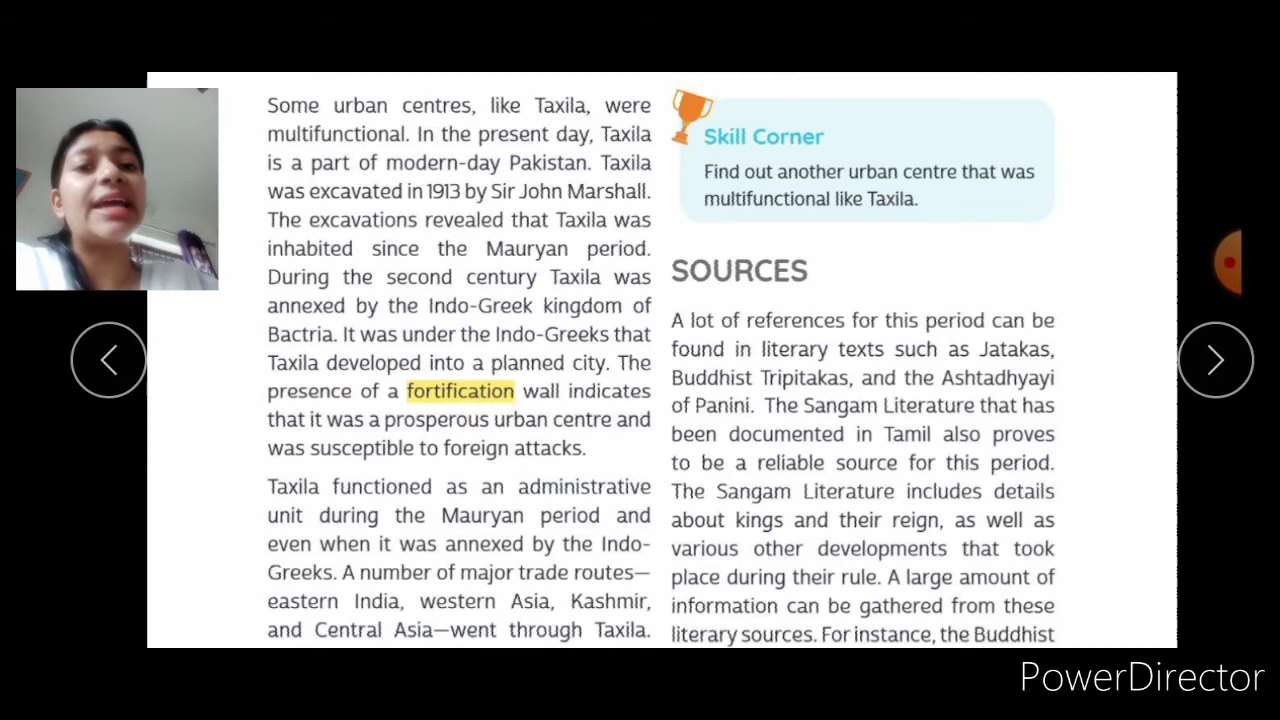 Some urban centres, like Taxila, were
multifunctional. In the present day, Taxila
is a part of modern-day Pakistan. Taxila
was excavated in 1913 by Sir John Marshall.
The excavations revealed that Taxila was
inhabited since the Mauryan period.
During the second century Taxila was
annexed by the Indo-Greek kingdom of
Bactria. It was under the Indo-Greeks that
Taxila developed into a planned city. The
presence of a fortification wall indicates
that it was a prosperous urban centre and
was susceptible to foreign attacks.
Taxila functioned as an administrative
unit during the Mauryan period and
even when it was annexed by the Indo-
Greeks. A number of major trade routes—
eastern India, western Asia, Kashmir,
and Central Asia—went through Taxila.
Skill Corner
Find out another urban centre that was
multifunctional like Taxila.
SOURCES
A lot of references for this period can be
found in literary texts such as Jatakas,
Buddhist Tripitakas, and the Ashtadhyayi
of Panini. The Sangam Literature that has
been documented in Tamil also proves
to be a reliable source for this period.
The Sangam Literature includes details
about kings and their reign, as well as
various other developments that took
place during their rule. A large amount of
information can be gathered from these
literary sources. For instance, the Buddhist
PowerDirector